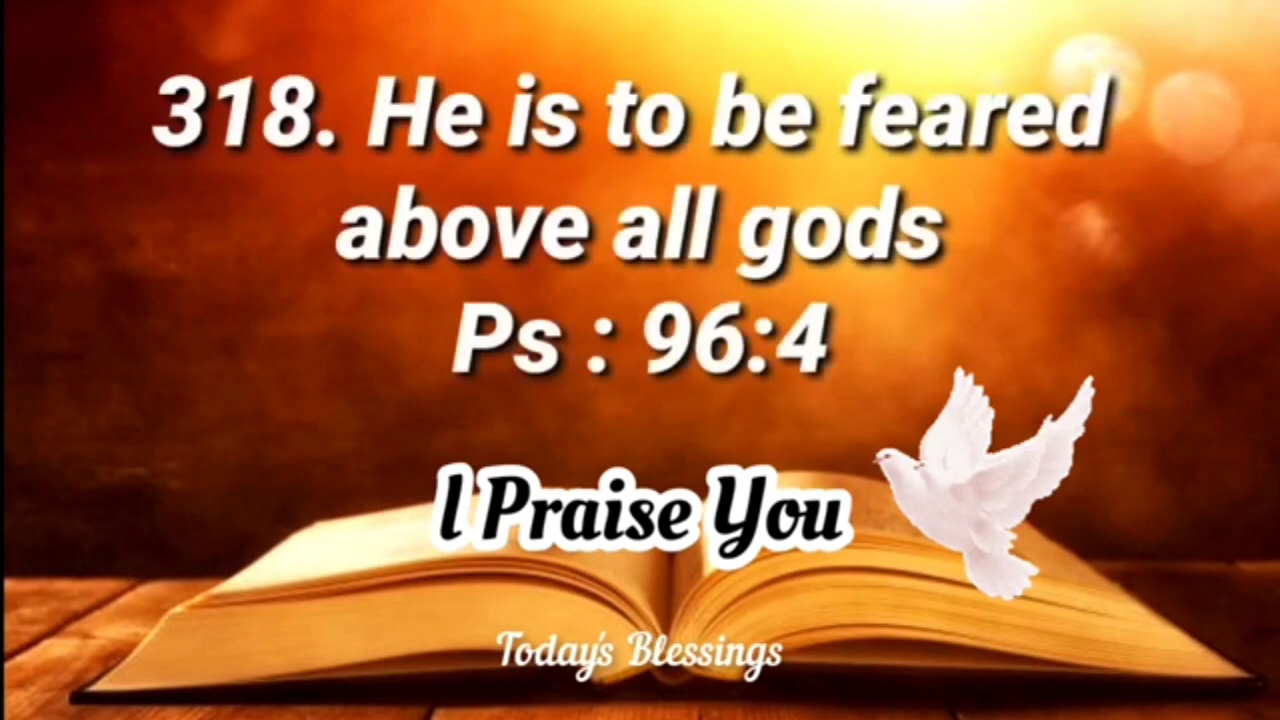 318. He is to be feared
above all gods
Ps : 96:4
I Praise You
Today's Blessings